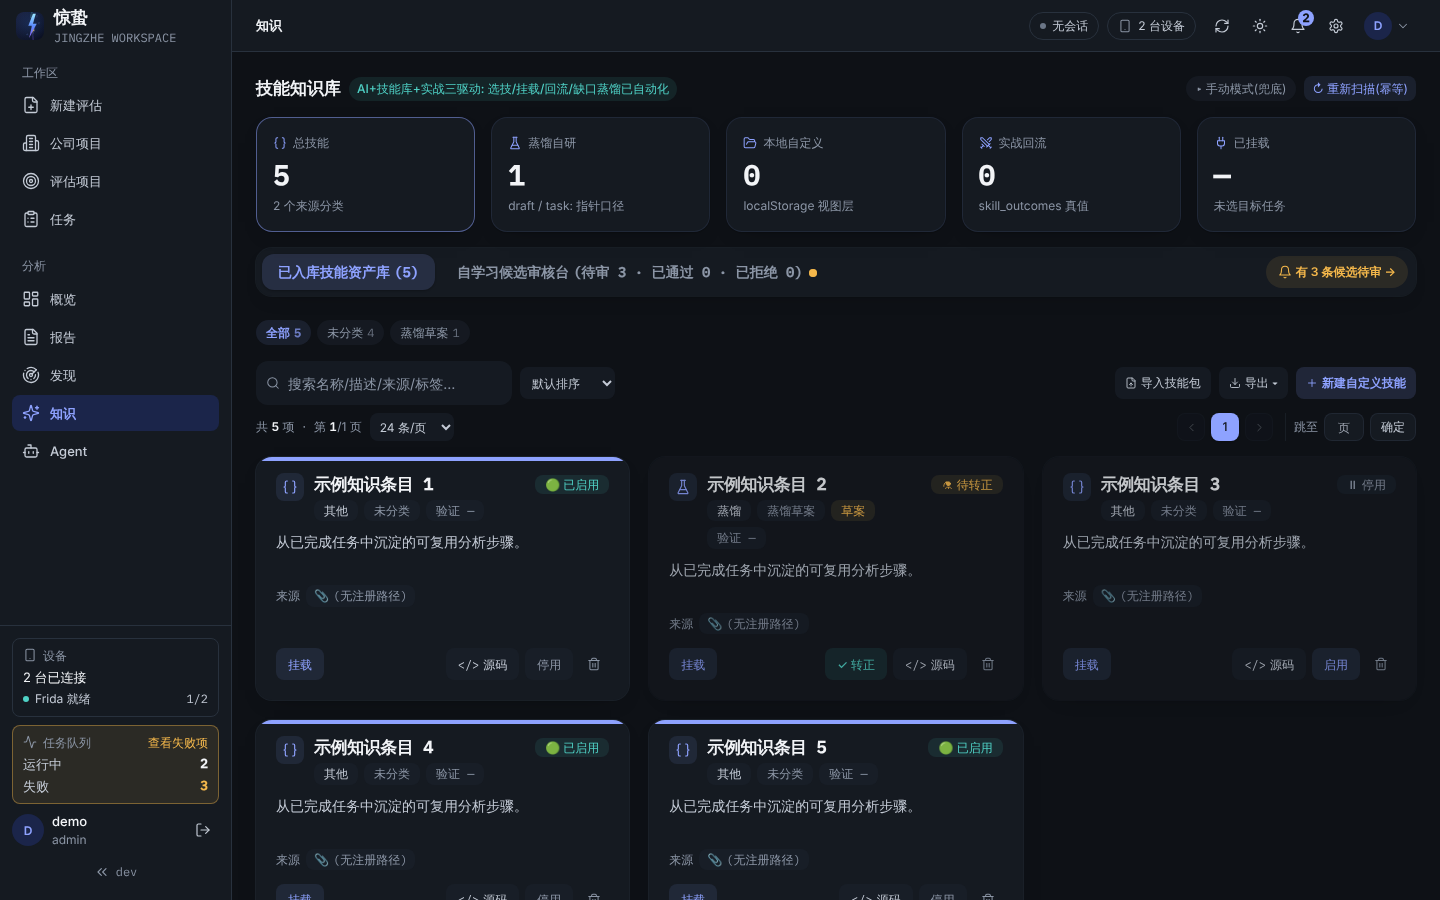 惊蛰
JINGZHE WORKSPACE
工作区
新建评估
公司项目
评估项目
任务
分析
概览
报告
发现
知识
Agent
设备
2 台已连接
Frida 就绪 1/2
任务队列 查看失败项
运行中 2
失败 3
D demo
admin
dev
知识
无会话
2 台设备
2
D
技能知识库 AI+技能库+实战三驱动: 选技/挂载/回流/缺口蒸馏已自动化
手动模式(兜底) 重新扫描(幂等)
总技能
5
2 个来源分类
蒸馏自研
1
draft / task: 指针口径
本地自定义
0
localStorage 视图层
实战回流
0
skill_outcomes 真值
已挂载
—
未选目标任务
已入库技能资产库 (5) 自学习候选审核台 (待审 3 · 已通过 0 · 已拒绝 0) 有 3 条候选待审 →
全部 5 未分类 4 蒸馏草案 1
搜索名称/描述/来源/标签... 默认排序 导入技能包 导出 + 新建自定义技能
共 5 项 · 第 1/1 页 24 条/页 1 跳至 页 确定
示例知识条目 1 已启用
其他 未分类 验证 —
从已完成任务中沉淀的可复用分析步骤。
来源 (无注册路径)
挂载 </> 源码 停用
示例知识条目 2 待转正
蒸馏 蒸馏草案 草案
验证 —
从已完成任务中沉淀的可复用分析步骤。
来源 (无注册路径)
挂载 ✓ 转正 </> 源码
示例知识条目 3 停用
其他 未分类 验证 —
从已完成任务中沉淀的可复用分析步骤。
来源 (无注册路径)
挂载 </> 源码 启用
示例知识条目 4 已启用
其他 未分类 验证 —
从已完成任务中沉淀的可复用分析步骤。
来源 (无注册路径)
挂载 </> 源码 停用
示例知识条目 5 已启用
其他 未分类 验证 —
从已完成任务中沉淀的可复用分析步骤。
来源 (无注册路径)
挂载 </> 源码 停用